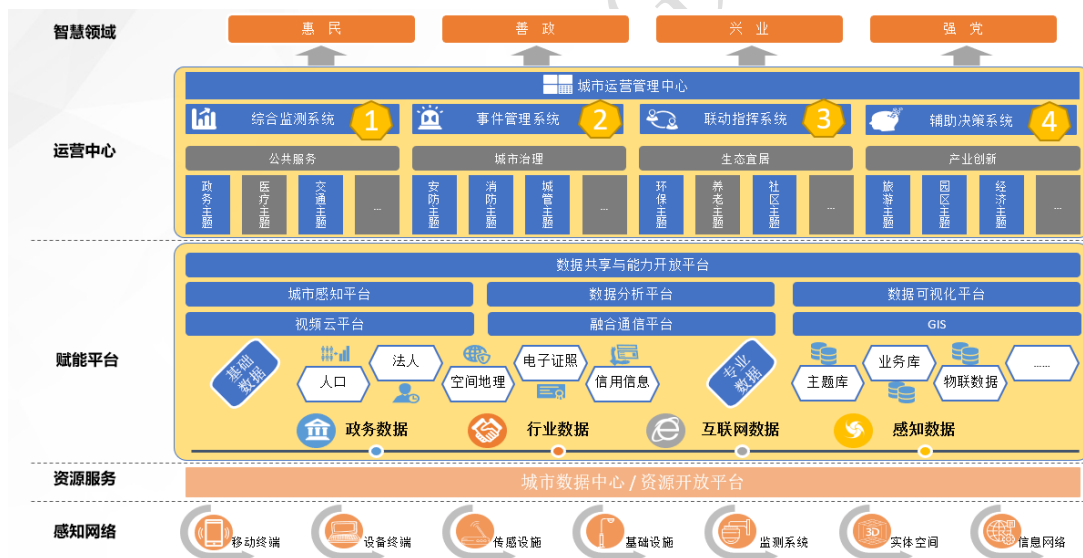 智慧领域
惠 民
善 政
兴 业
强 党
城市运营管理中心
运营中心
综合监测系统
1
事件管理系统
2
联动指挥系统
3
辅助决策系统
4
公共服务
城市治理
生态宜居
产业创新
政务主题
医疗主题
交通主题
...
安防主题
消防主题
城管主题
...
环保主题
养老主题
社区主题
...
旅游主题
园区主题
经济主题
...
赋能平台
数据共享与能力开放平台
城市感知平台
数据分析平台
数据可视化平台
视频云平台
融合通信平台
GIS
基础数据
人口
法人
空间地理
电子证照
信用信息
专业数据
主题库
业务库
物联数据
......
政务数据
行业数据
互联网数据
感知数据
资源服务
城市数据中心 / 资源开放平台
感知网络
移动终端
设备终端
传感设施
基础设施
监测系统
3D
实体空间
信息网络